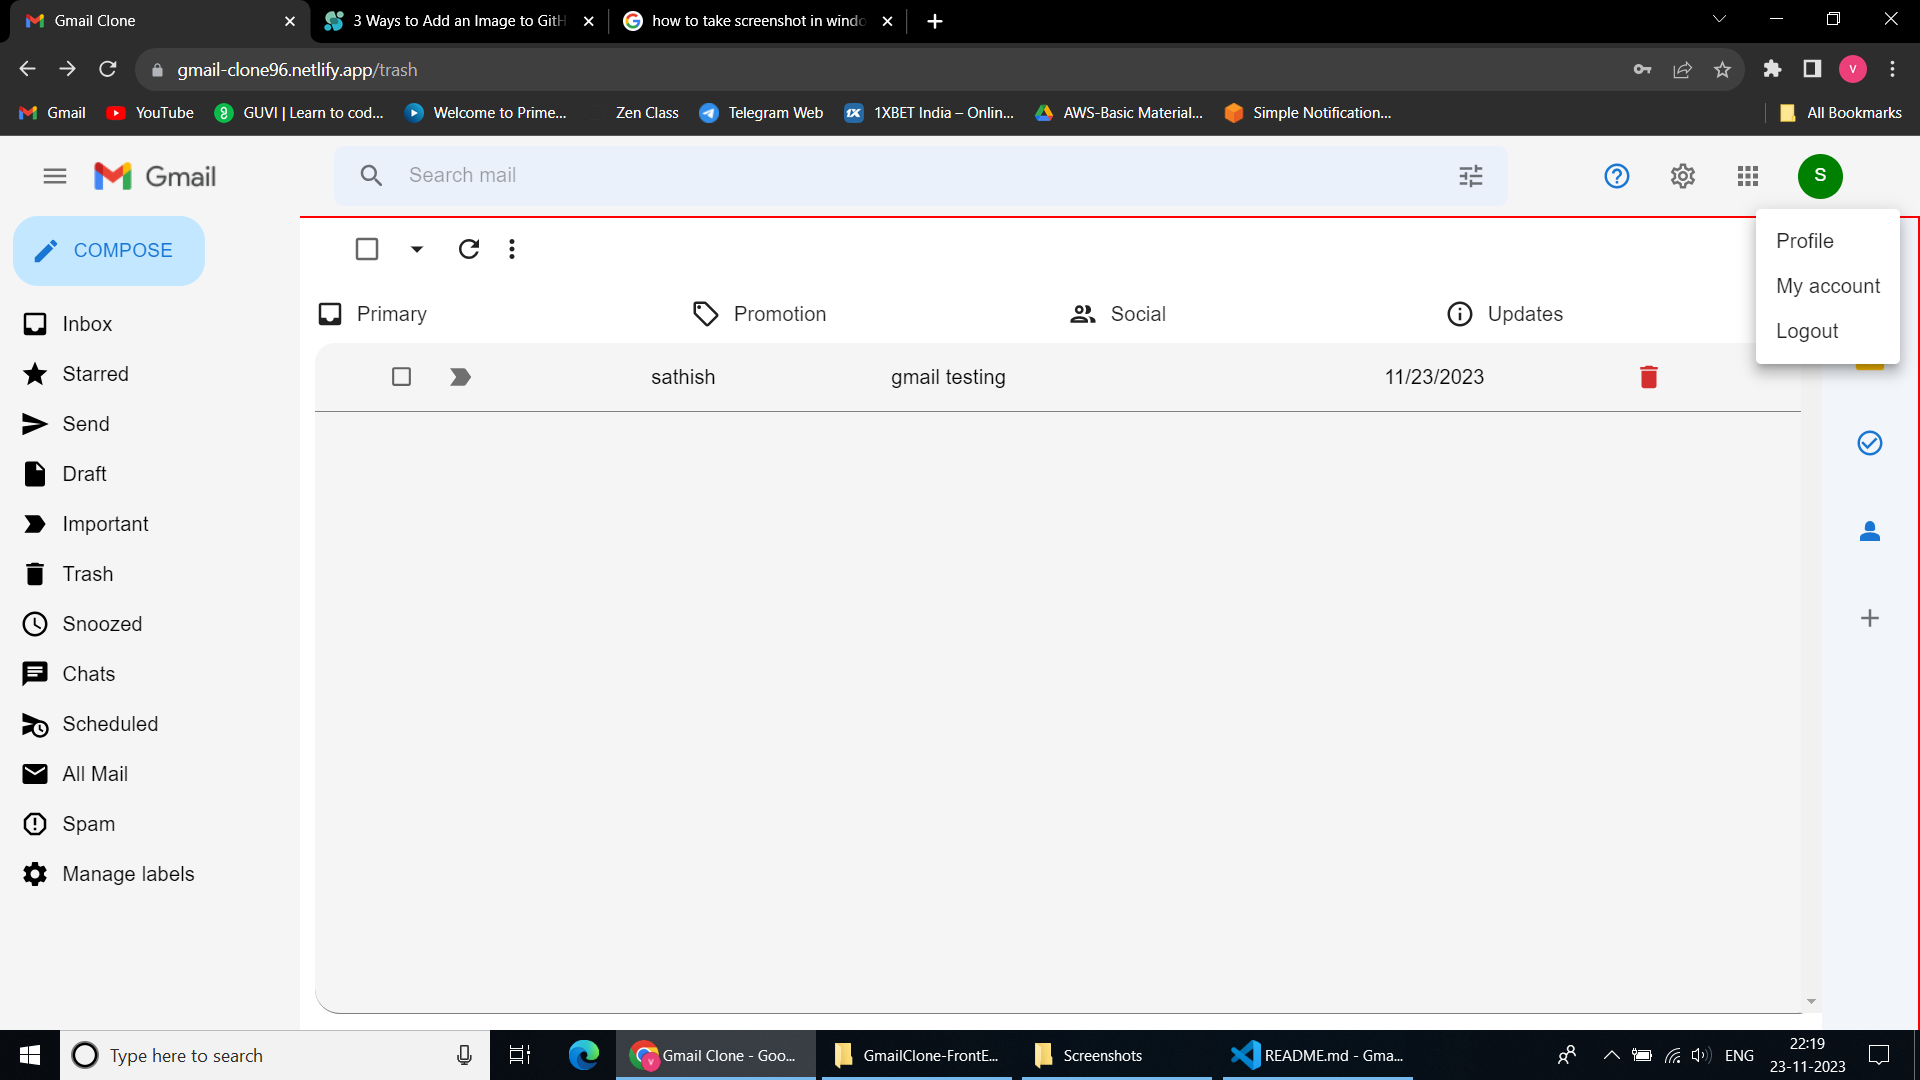 Gmail Clone
3 Ways to Add an Image to GitH
how to take screenshot in windo
gmail-clone96.netlify.app/trash
V
Gmail
YouTube
GUVI | Learn to cod...
Welcome to Prime...
Zen Class
Telegram Web
1XBET India – Onlin...
AWS-Basic Material...
Simple Notification...
All Bookmarks
Gmail
Search mail
S
COMPOSE
Profile
My account
Logout
Primary
Promotion
Social
Updates
sathish
gmail testing
11/23/2023
Inbox
Starred
Send
Draft
Important
Trash
Snoozed
Chats
Scheduled
All Mail
Spam
Manage labels
Type here to search
Gmail Clone - Goo...
GmailClone-FrontE...
Screenshots
README.md - Gma...
ENG
22:19
23-11-2023